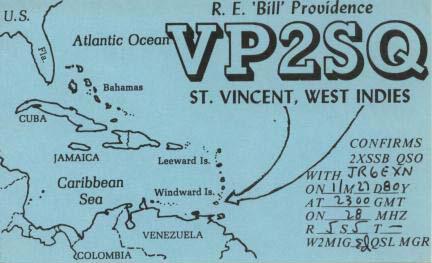 R. E. 'Bill' Providence
VP2SQ
ST. VINCENT, WEST INDIES
U.S.
Fla.
Atlantic Ocean
Bahamas
CUBA
JAMAICA
Leeward Is.
Caribbean
Sea
Windward Is.
VENEZUELA
COLOMBIA
CONFIRMS
2XSSB QSO
WITH JR6EXN
ON 11 M 27 D 80 Y
AT 2300 GMT
ON 28 MHZ
R 5 S 5 T –
W2MIG QSL MGR